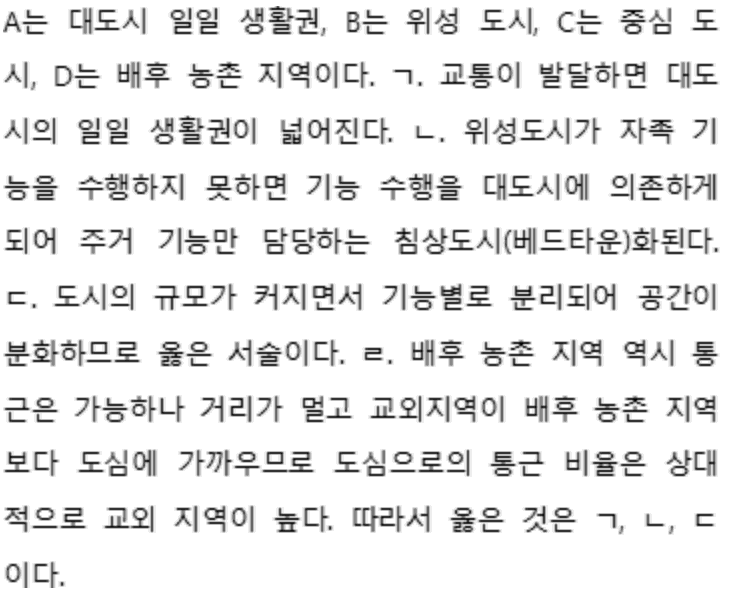 A는 대도시 일일 생활권, B는 위성 도시, C는 중심 도
시, D는 배후 농촌 지역이다. ㄱ. 교통이 발달하면 대도
시의 일일 생활권이 넓어진다. ㄴ. 위성도시가 자족 기
능을 수행하지 못하면 기능 수행을 대도시에 의존하게
되어 주거 기능만 담당하는 침상도시(베드타운)화된다.
ㄷ. 도시의 규모가 커지면서 기능별로 분리되어 공간이
분화하므로 옳은 서술이다. ㄹ. 배후 농촌 지역 역시 통
근은 가능하나 거리가 멀고 교외지역이 배후 농촌 지역
보다 도심에 가까우므로 도심으로의 통근 비율은 상대
적으로 교외 지역이 높다. 따라서 옳은 것은 ㄱ, ㄴ, ㄷ
이다.